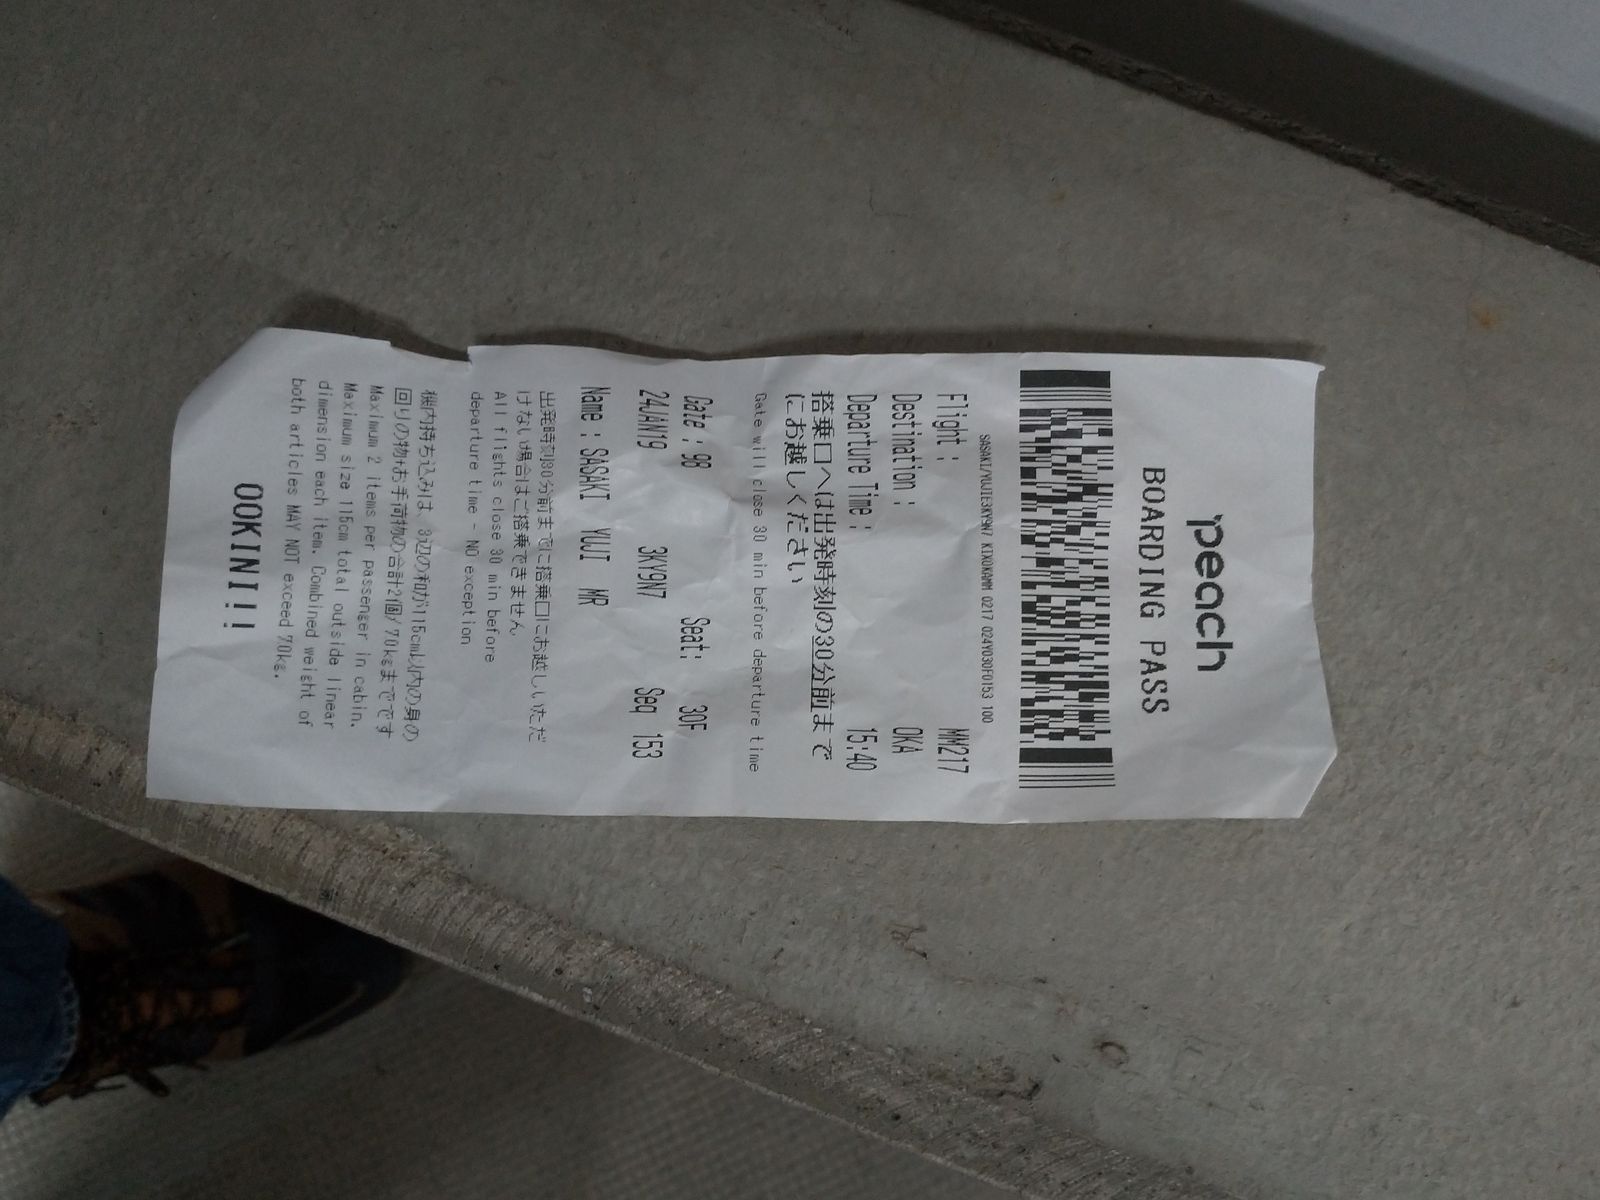 peach
BOARDING PASS
SASAKI/YUJIE3KY9N7 KIXOKAMM 0217 024Y030F0153 100
Flight : MM217
Destination : OKA
Departure Time : 15:40
搭乗口へは出発時刻の30分前まで
にお越しください
Gate will close 30 min before departure time
Gate : 98 Seat: 30F
24JAN19 3KY9N7 Seq 153
Name : SASAKI YUJI MR
出発時刻30分前までに搭乗口にお越しいただ
けない場合はご搭乗できません。
All flights close 30 min before
departure time - NO exception
機内持ち込みは、3辺の和が115cm以内の身の
回りの物+お手荷物の合計2個/7.0kgまでです
Maximum 2 items per passenger in cabin.
Maximum size 115cm total outside linear
dimension each item. Combined weight of
both articles MAY NOT exceed 7.0kg.
OOKINI!!